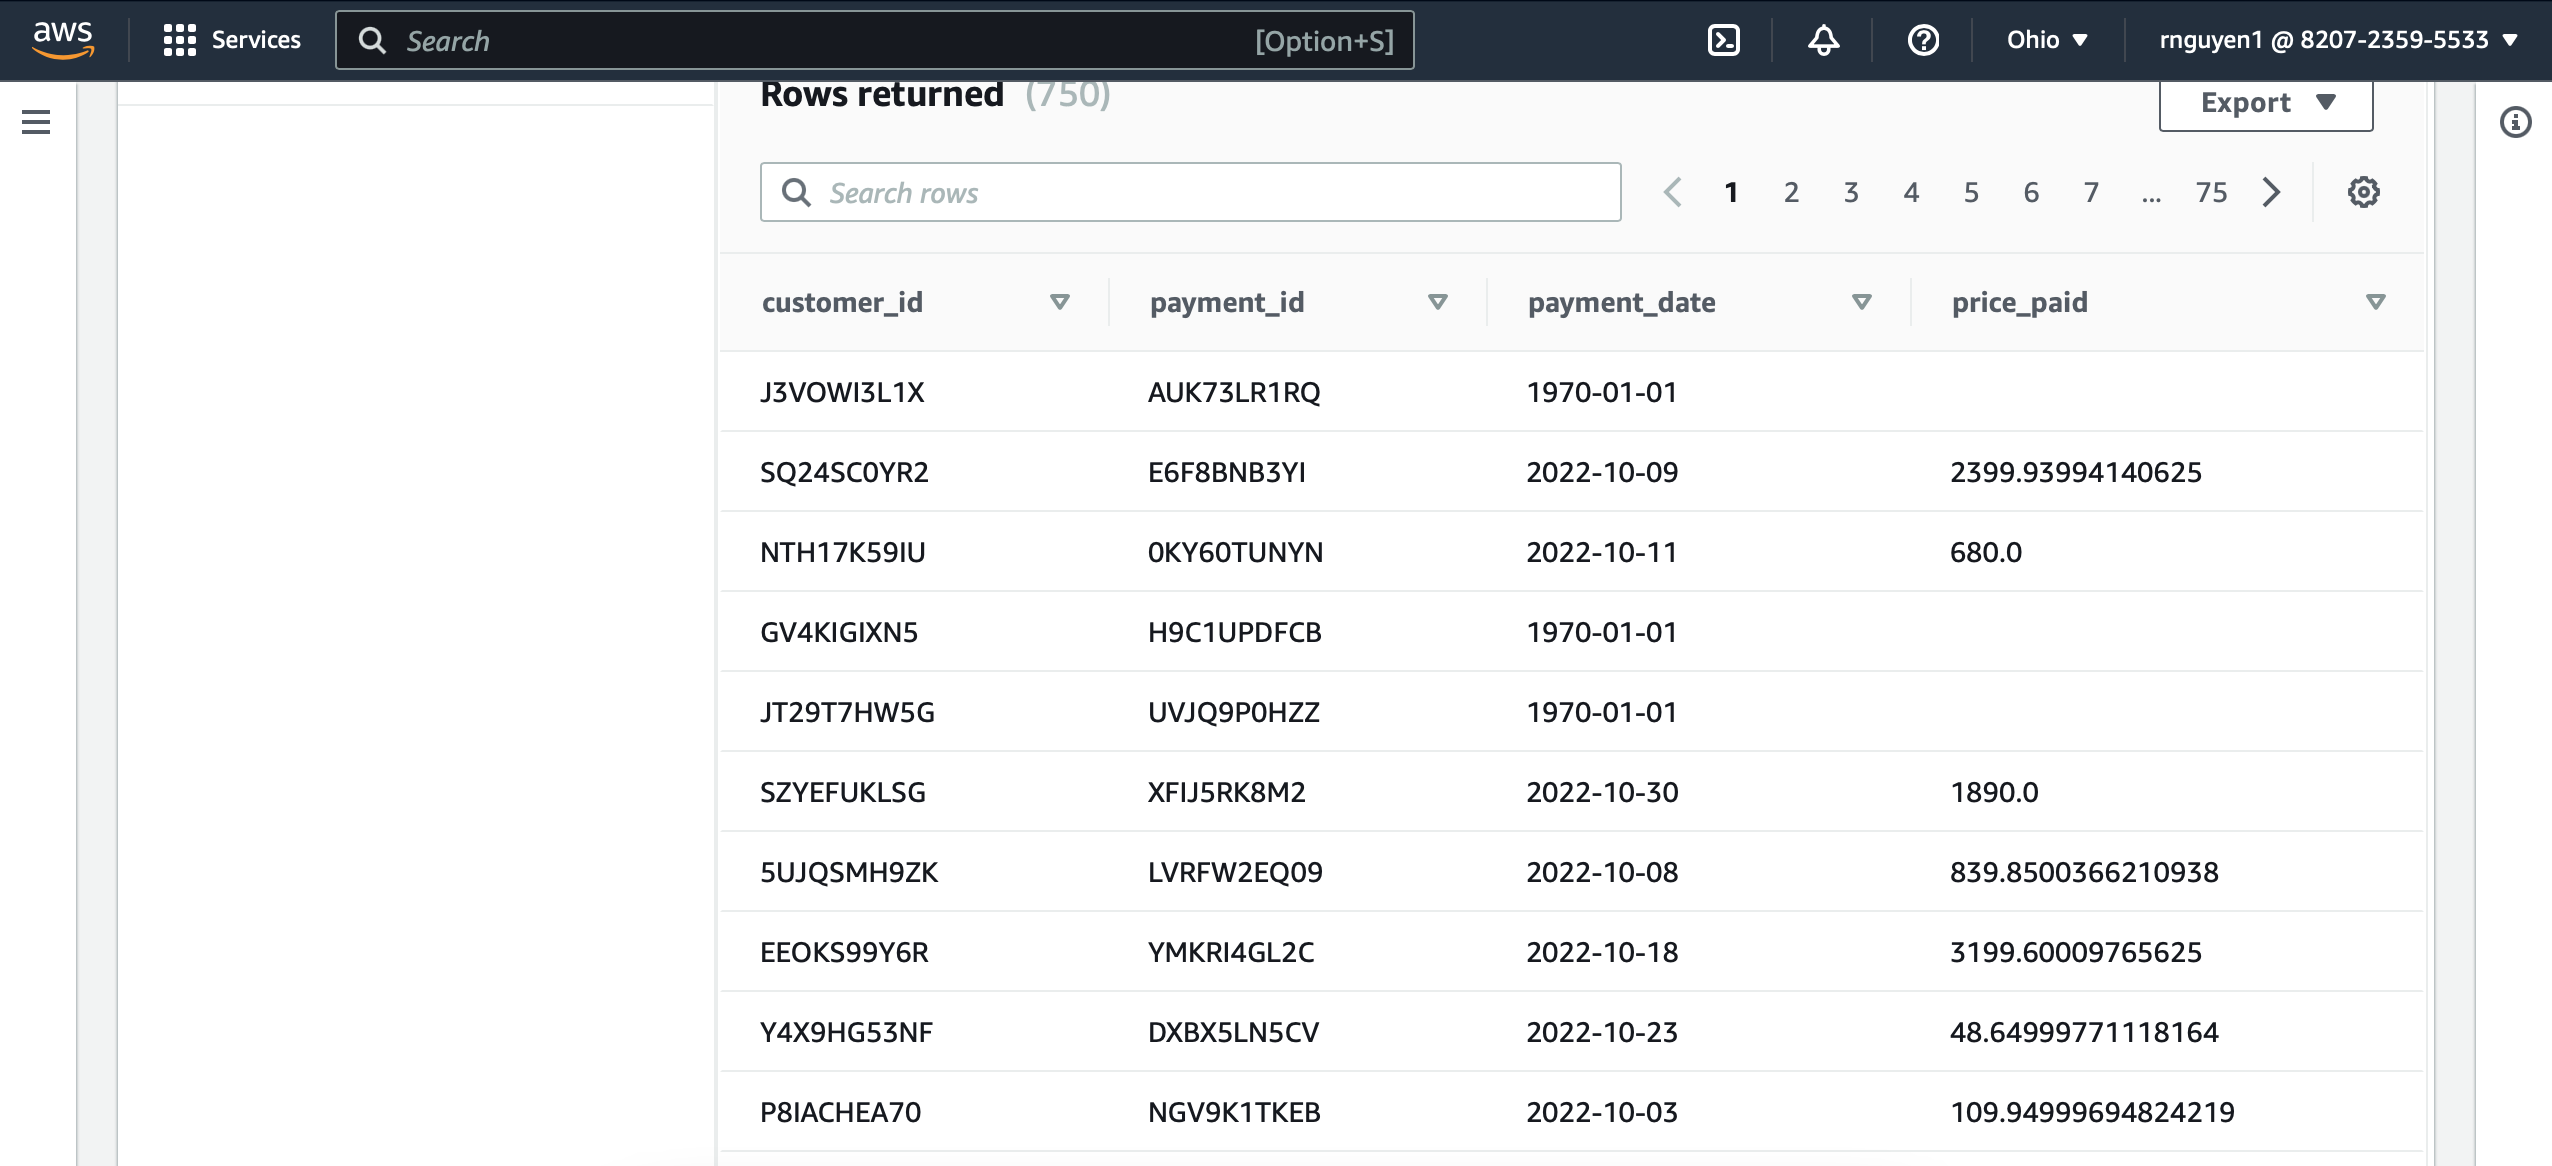 aws Services Search [Option+S] Ohio rnguyen1 @ 8207-2359-5533
Rows returned (750) Export
Search rows 1 2 3 4 5 6 7 ... 75
customer_id payment_id payment_date price_paid
J3VOWI3L1X AUK73LR1RQ 1970-01-01
SQ24SC0YR2 E6F8BNB3YI 2022-10-09 2399.93994140625
NTH17K59IU 0KY60TUNYN 2022-10-11 680.0
GV4KIGIXN5 H9C1UPDFCB 1970-01-01
JT29T7HW5G UVJQ9P0HZZ 1970-01-01
SZYEFUKLSG XFIJ5RK8M2 2022-10-30 1890.0
5UJQSMH9ZK LVRFW2EQ09 2022-10-08 839.8500366210938
EEOKS99Y6R YMKRI4GL2C 2022-10-18 3199.60009765625
Y4X9HG53NF DXBX5LN5CV 2022-10-23 48.64999771118164
P8IACHEA70 NGV9K1TKEB 2022-10-03 109.94999694824219